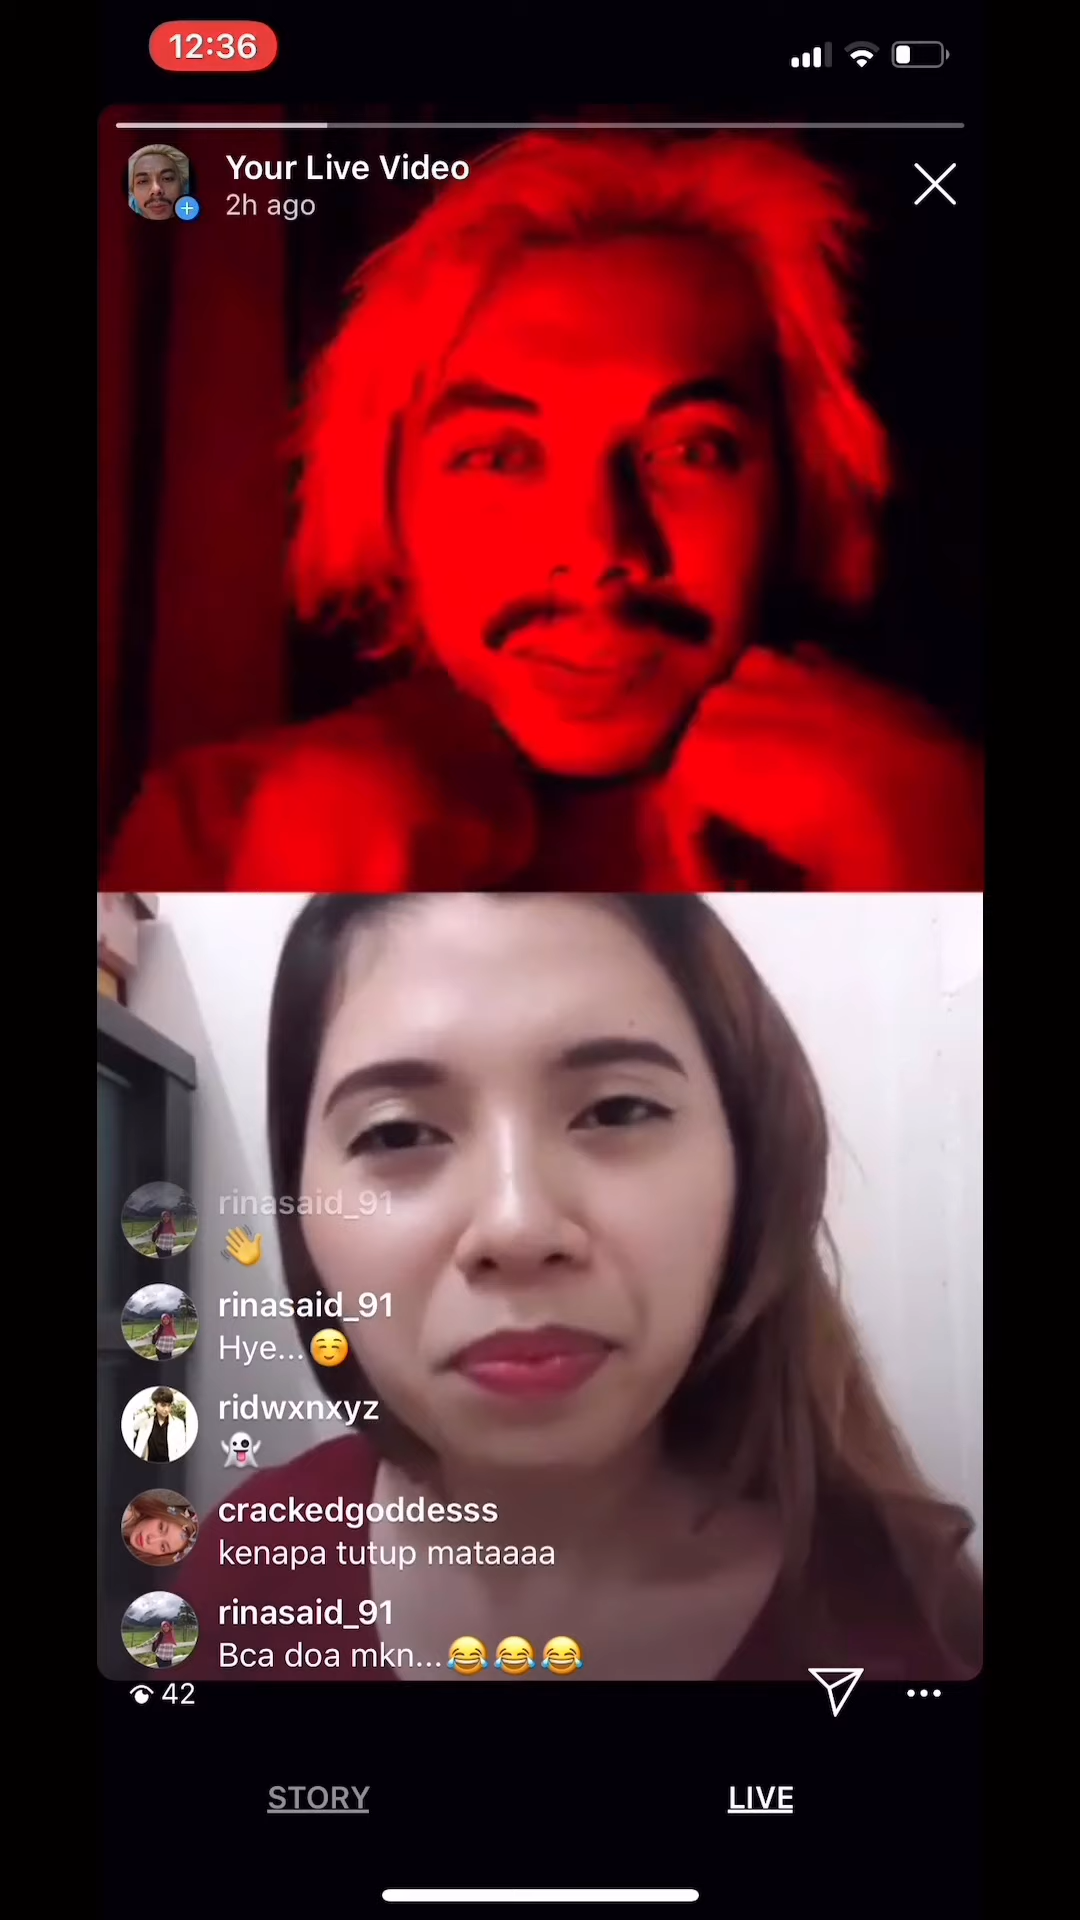 12:36
Your Live Video
2h ago
rinasaid_91
👋
rinasaid_91
Hye...☺️
ridwxnxyz
👻
crackedgoddesss
kenapa tutup mataaaa
rinasaid_91
Bca doa mkn...😂😂😂
42
STORY
LIVE